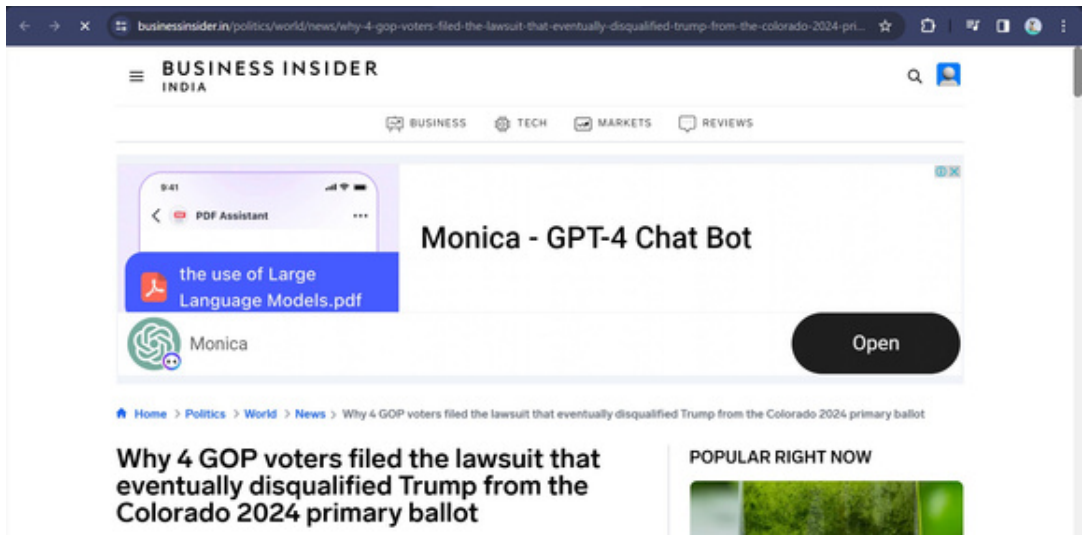 businessinsider.in/politics/world/news/why-4-gop-voters-filed-the-lawsuit-that-eventually-disqualified-trump-from-the-colorado-2024-pri...
BUSINESS INSIDER
INDIA
BUSINESS TECH MARKETS REVIEWS
9:41
PDF Assistant
the use of Large
Language Models.pdf
Monica - GPT-4 Chat Bot
Monica
Open
Home > Politics > World > News > Why 4 GOP voters filed the lawsuit that eventually disqualified Trump from the Colorado 2024 primary ballot
Why 4 GOP voters filed the lawsuit that
eventually disqualified Trump from the
Colorado 2024 primary ballot
POPULAR RIGHT NOW